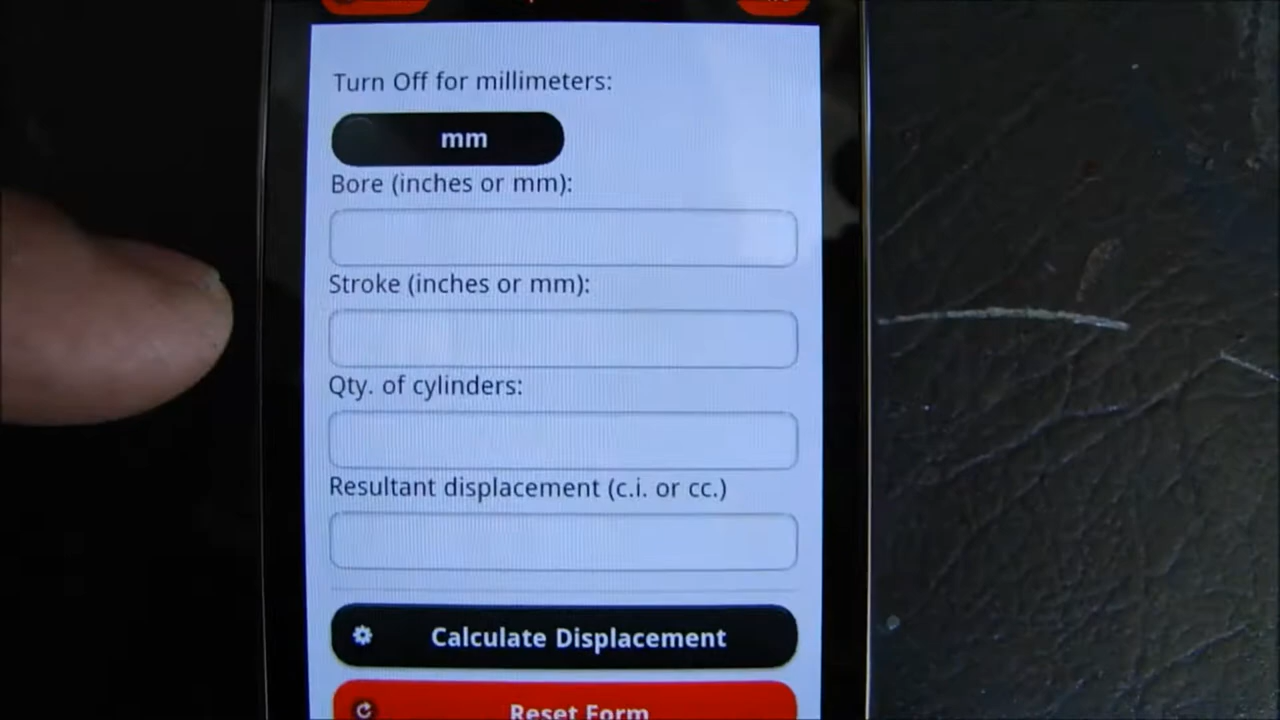 Turn Off for millimeters:
mm
Bore (inches or mm):
Stroke (inches or mm):
Qty. of cylinders:
Resultant displacement (c.i. or cc.)
Calculate Displacement
Reset Form